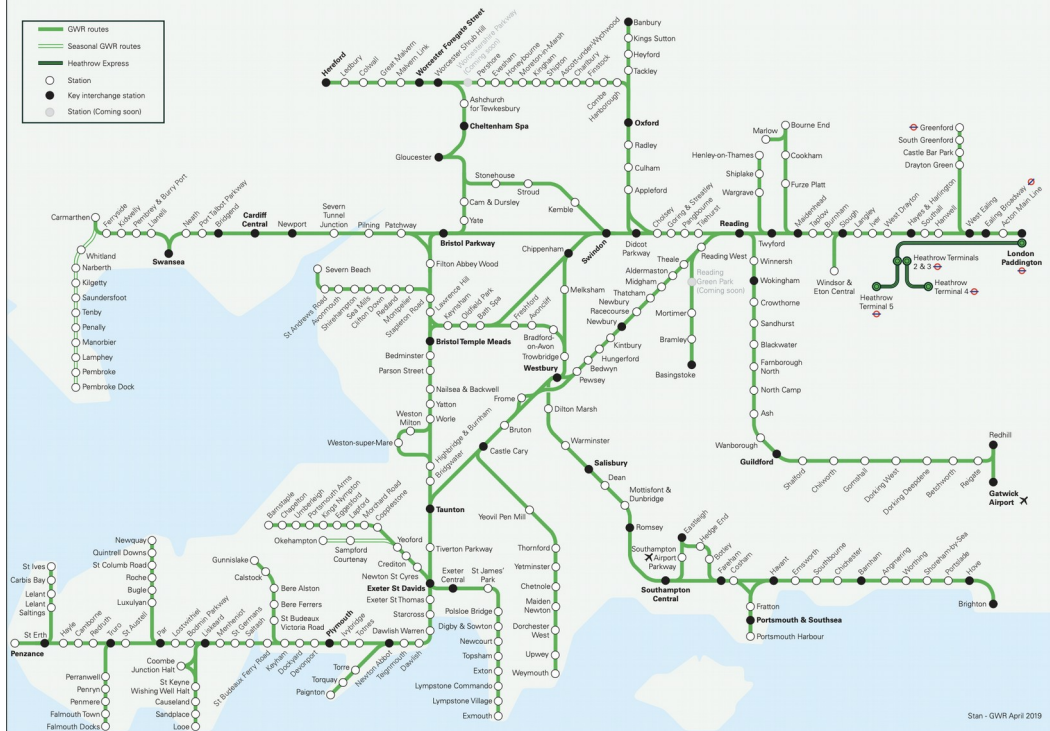 GWR routes
Seasonal GWR routes
Heathrow Express
Station
Key interchange station
Station (Coming soon)
Hereford
Ledbury
Colwall
Great Malvern
Malvern Link
Worcester Foregate Street
Worcester Shrub Hill
Worcestershire Parkway
(Coming soon)
Pershore
Evesham
Honeybourne
Moreton-in-Marsh
Kingham
Shipton
Ascott-under-Wychwood
Charlbury
Finstock
Combe
Hanborough
Banbury
Kings Sutton
Heyford
Tackley
Oxford
Radley
Culham
Appleford
Ashchurch
for Tewkesbury
Cheltenham Spa
Gloucester
Stonehouse
Stroud
Kemble
Cam & Dursley
Yate
Carmarthen
Ferryside
Kidwelly
Pembrey & Burry Port
Llanelli
Swansea
Neath
Port Talbot Parkway
Bridgend
Cardiff
Central
Newport
Severn
Tunnel
Junction
Pilning
Patchway
Bristol Parkway
Chippenham
Swindon
Didcot
Parkway
Cholsey
Goring & Streatley
Pangbourne
Tilehurst
Reading
Twyford
Maidenhead
Taplow
Burnham
Slough
Langley
Iver
West Drayton
Hayes & Harlington
Southall
Hanwell
West Ealing
Ealing Broadway
Acton Main Line
London
Paddington
Henley-on-Thames
Shiplake
Wargrave
Marlow
Bourne End
Cookham
Furze Platt
Greenford
South Greenford
Castle Bar Park
Drayton Green
Windsor &
Eton Central
Heathrow Terminals
2 & 3
Heathrow
Terminal 4
Heathrow
Terminal 5
Whitland
Narberth
Kilgetty
Saundersfoot
Tenby
Penally
Manorbier
Lamphey
Pembroke
Pembroke Dock
Severn Beach
St Andrews Road
Avonmouth
Shirehampton
Sea Mills
Clifton Down
Redland
Montpelier
Stapleton Road
Lawrence Hill
Filton Abbey Wood
Keynsham
Oldfield Park
Bath Spa
Freshford
Avoncliff
Bradford-
on-Avon
Trowbridge
Melksham
Westbury
Bristol Temple Meads
Bedminster
Parson Street
Nailsea & Backwell
Yatton
Worle
Weston
Milton
Weston-super-Mare
Highbridge & Burnham
Bridgwater
Taunton
Tiverton Parkway
Reading West
Theale
Aldermaston
Midgham
Thatcham
Newbury
Racecourse
Newbury
Kintbury
Hungerford
Bedwyn
Pewsey
Reading
Green Park
(Coming soon)
Mortimer
Bramley
Basingstoke
Winnersh
Wokingham
Crowthorne
Sandhurst
Blackwater
Farnborough
North
North Camp
Ash
Wanborough
Guildford
Shalford
Chilworth
Gomshall
Dorking West
Dorking Deepdene
Betchworth
Reigate
Redhill
Gatwick
Airport
Frome
Bruton
Castle Cary
Dilton Marsh
Warminster
Salisbury
Dean
Mottisfont &
Dunbridge
Romsey
Southampton
Airport
Parkway
Eastleigh
Hedge End
Botley
Southampton
Central
Fareham
Cosham
Havant
Emsworth
Southbourne
Chichester
Barnham
Angmering
Worthing
Shoreham-by-Sea
Portslade
Hove
Brighton
Fratton
Portsmouth & Southsea
Portsmouth Harbour
Yeovil Pen Mill
Thornford
Yetminster
Chetnole
Maiden
Newton
Dorchester
West
Upwey
Weymouth
Barnstaple
Chapelton
Umberleigh
Portsmouth Arms
Kings Nympton
Eggesford
Lapford
Morchard Road
Copplestone
Okehampton
Sampford
Courtenay
Yeoford
Crediton
Newton St Cyres
Exeter St Davids
Exeter
Central
St James'
Park
Exeter St Thomas
Starcross
Dawlish Warren
Dawlish
Teignmouth
Newton Abbot
Torre
Torquay
Paignton
Totnes
Ivybridge
Plymouth
Devonport
Dockyard
Keyham
St Budeaux Ferry Road
Saltash
St Germans
Menheniot
Liskeard
Bodmin Parkway
Lostwithiel
Par
St Austell
Truro
Redruth
Camborne
Hayle
St Erth
Penzance
Polsloe Bridge
Digby & Sowton
Newcourt
Topsham
Exton
Lympstone Commando
Lympstone Village
Exmouth
Gunnislake
Calstock
Bere Alston
Bere Ferrers
St Budeaux
Victoria Road
Newquay
Quintrell Downs
St Columb Road
Roche
Bugle
Luxulyan
St Ives
Carbis Bay
Lelant
Lelant
Saltings
Perranwell
Penryn
Penmere
Falmouth Town
Falmouth Docks
Coombe
Junction Halt
St Keyne
Wishing Well Halt
Causeland
Sandplace
Looe
Stan - GWR April 2019